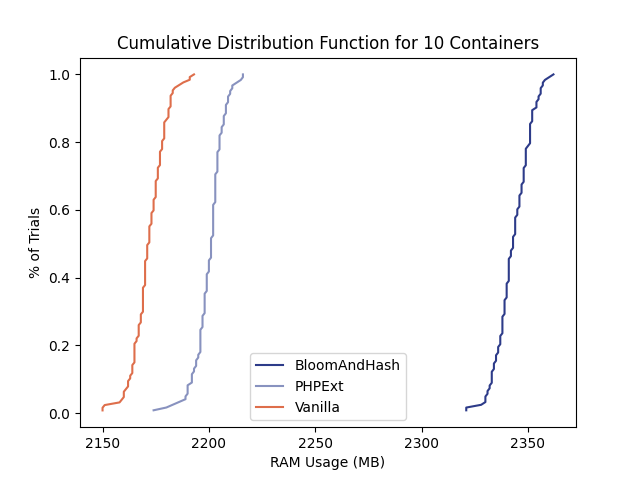 Cumulative Distribution Function for 10 Containers
1.0
0.8
0.6
0.4
0.2
0.0
% of Trials
BloomAndHash
PHPExt
Vanilla
2150 2200 2250 2300 2350
RAM Usage (MB)